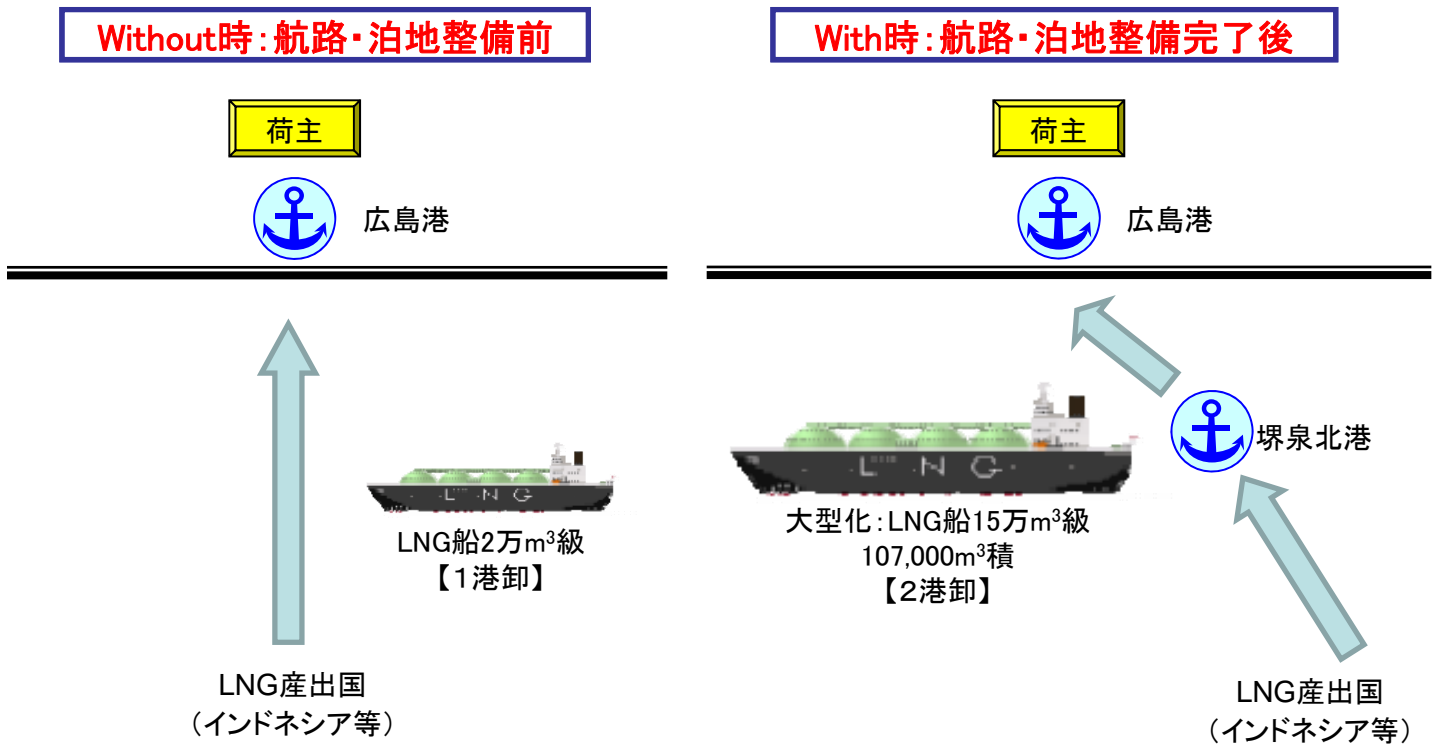 Without時：航路・泊地整備前
荷主
広島港
LNG
LNG船2万m³級
【１港卸】
LNG産出国
（インドネシア等）
With時：航路・泊地整備完了後
荷主
広島港
堺泉北港
LNG
大型化：LNG船15万m³級
107,000m³積
【２港卸】
LNG産出国
（インドネシア等）